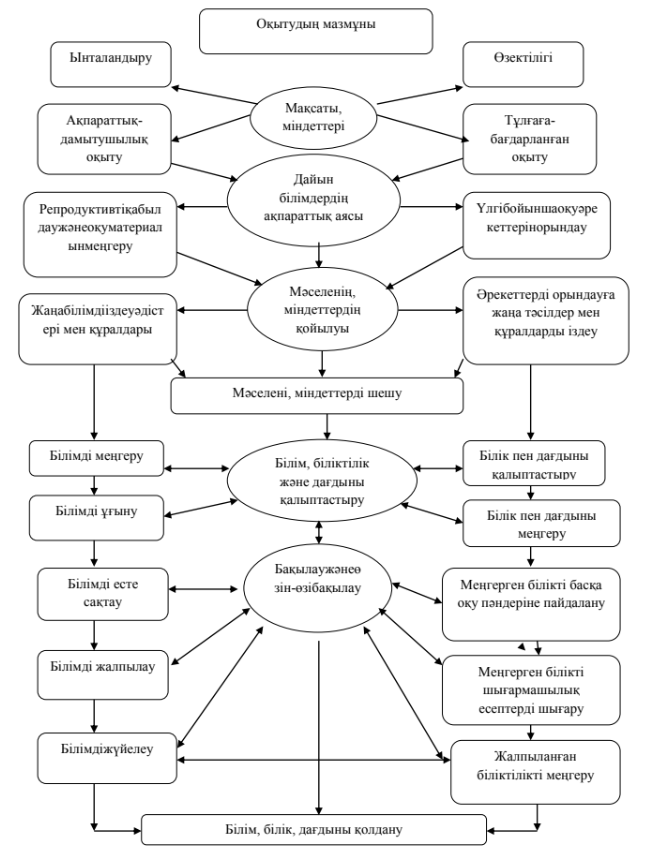 Оқытудың мазмұны
Ынталандыру
Өзектілігі
Мақсаты,
міндеттері
Ақпараттық-
дамытушылық
оқыту
Тұлғаға-
бағдарланған
оқыту
Дайын
білімдердің
ақпараттық аясы
Репродуктивтіқабыл
даужәнеоқуматериал
ынмеңгеру
Үлгібойыншаоқуәре
кеттерінорындау
Мәселенің,
міндеттердің
қойылуы
Жаңабілімдііздеуәдіст
ері мен құралдары
Әрекеттерді орындауға
жаңа тәсілдер мен
құралдарды іздеу
Мәселені, міндеттерді шешу
Білімді меңгеру
Білім, біліктілік
және дағдыны
қалыптастыру
Білік пен дағдыны
қалыптастыру
Білімді ұғыну
Білік пен дағдыны
меңгеру
Бақылаужәнеө
зін-өзібақылау
Білімді есте
сақтау
Меңгерген білікті басқа
оқу пәндеріне пайдалану
Білімді жалпылау
Меңгерген білікті
шығармашылық
есептерді шығару
Білімдіжүйелеу
Жалпыланған
біліктілікті меңгеру
Білім, білік, дағдыны қолдану